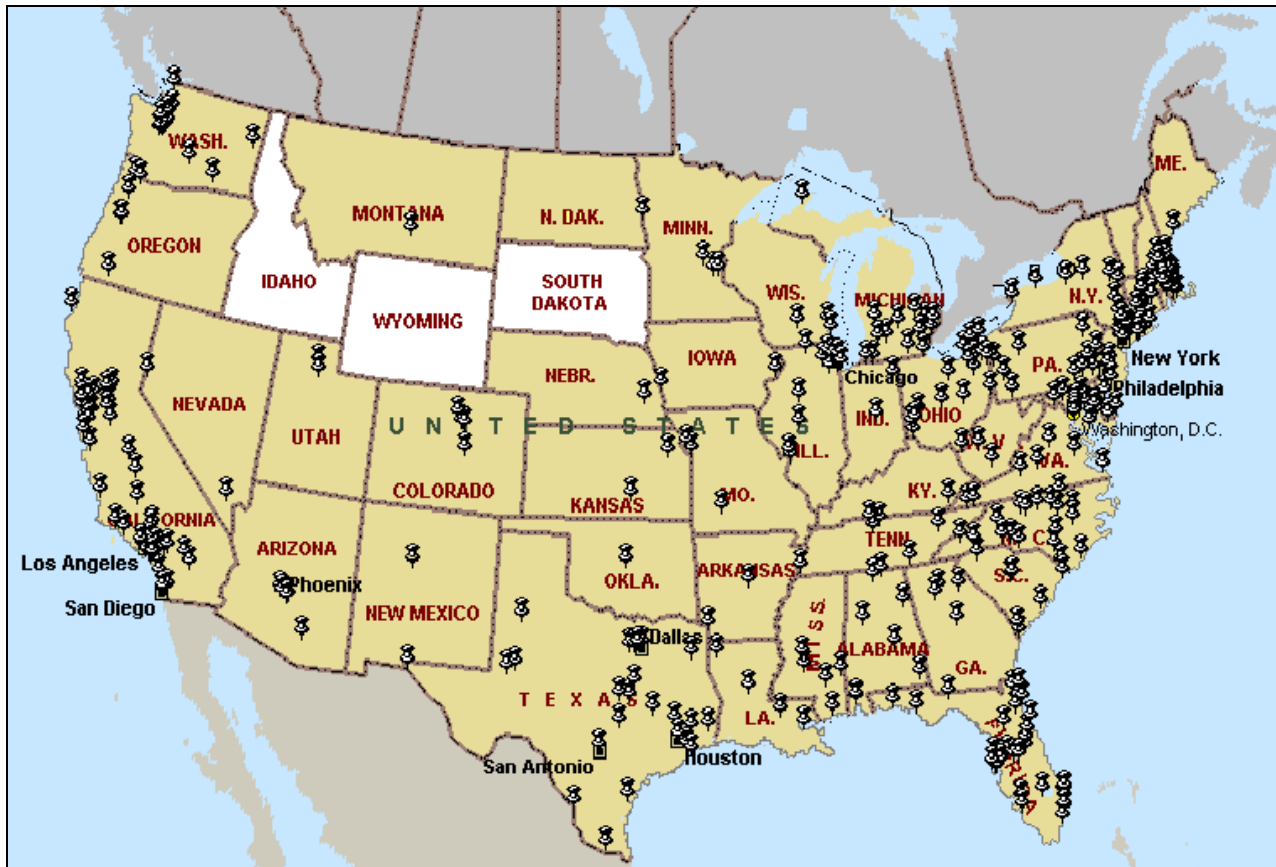 WASH.
MONTANA
N. DAK.
MINN.
ME.
OREGON
IDAHO
SOUTH
DAKOTA
WIS.
MICHIGAN
N.Y.
WYOMING
IOWA
PA.
New York
NEBR.
Chicago
Philadelphia
NEVADA
UTAH
UNITED STATES
IND.
OHIO
Washington, D.C.
ILL.
W. V
VA.
COLORADO
KANSAS
MO.
KY.
CALIFORNIA
TENN
N. C.
ARIZONA
Los Angeles
OKLA.
ARKANSAS
S.C.
Phoenix
San Diego
NEW MEXICO
MISS.
Dallas
ALABAMA
GA.
TEXAS
LA.
San Antonio
Houston